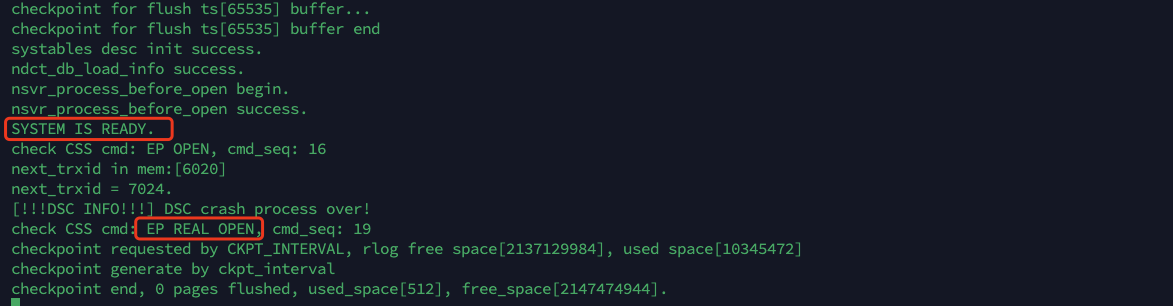 checkpoint for flush ts[65535] buffer...
checkpoint for flush ts[65535] buffer end
systables desc init success.
ndct_db_load_info success.
nsvr_process_before_open begin.
nsvr_process_before_open success.
SYSTEM IS READY.
check CSS cmd: EP OPEN, cmd_seq: 16
next_trxid in mem:[6020]
next_trxid = 7024.
[!!!DSC INFO!!!] DSC crash process over!
check CSS cmd: EP REAL OPEN, cmd_seq: 19
checkpoint requested by CKPT_INTERVAL, rlog free space[2137129984], used space[10345472]
checkpoint generate by ckpt_interval
checkpoint end, 0 pages flushed, used_space[512], free_space[2147474944].